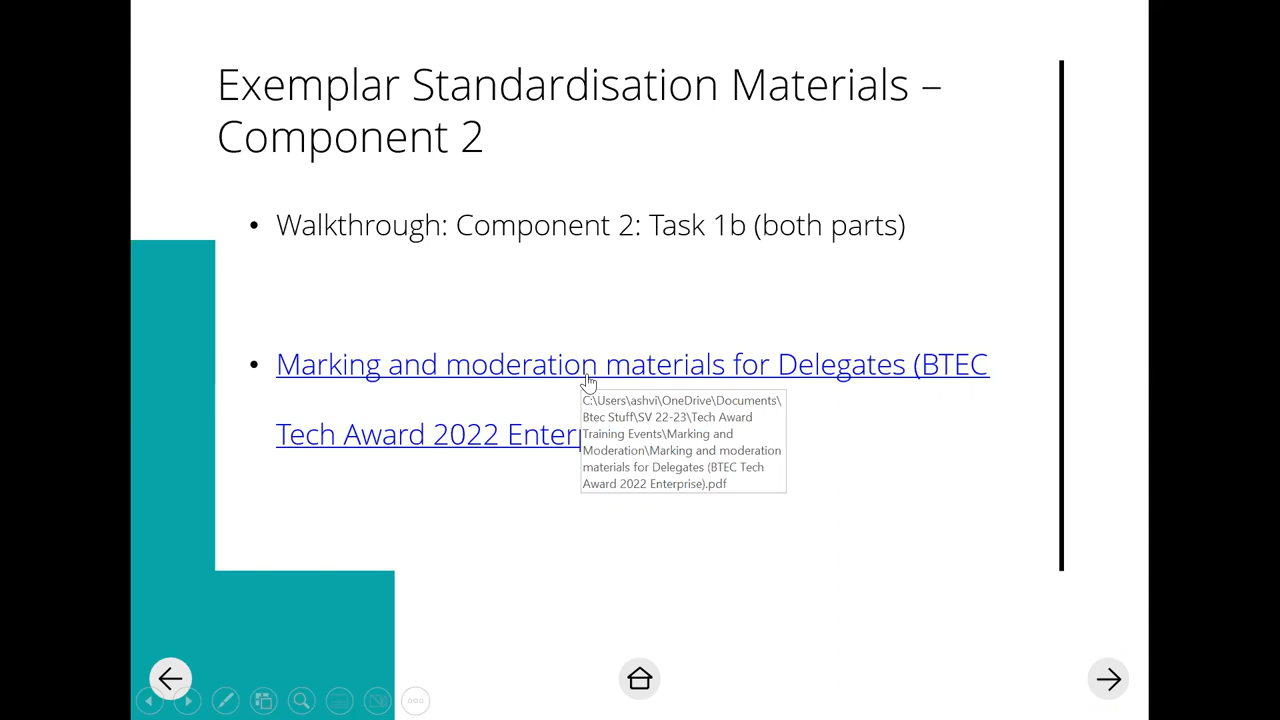 Exemplar Standardisation Materials –
Component 2
• Walkthrough: Component 2: Task 1b (both parts)
• Marking and moderation materials for Delegates (BTEC
Tech Award 2022 Enterp
C:\Users\ashvi\OneDrive\Documents\
Btec Stuff\SV 22-23\Tech Award
Training Events\Marking and
Moderation\Marking and moderation
materials for Delegates (BTEC Tech
Award 2022 Enterprise).pdf